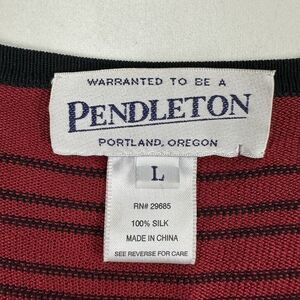 WARRANTED TO BE A
PENDLETON
PORTLAND, OREGON
L
RN# 29685
100% SILK
MADE IN CHINA
SEE REVERSE FOR CARE